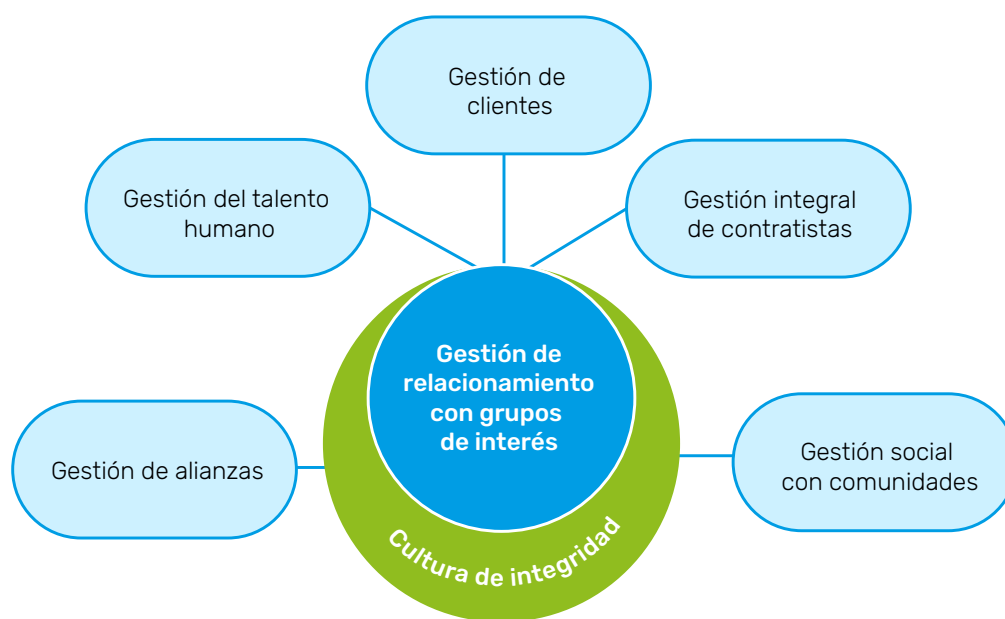 Gestión de
clientes
Gestión del talento
humano
Gestión integral
de contratistas
Gestión de
relacionamiento
con grupos
de interés
Gestión de alianzas
Gestión social
con comunidades
Cultura de integridad